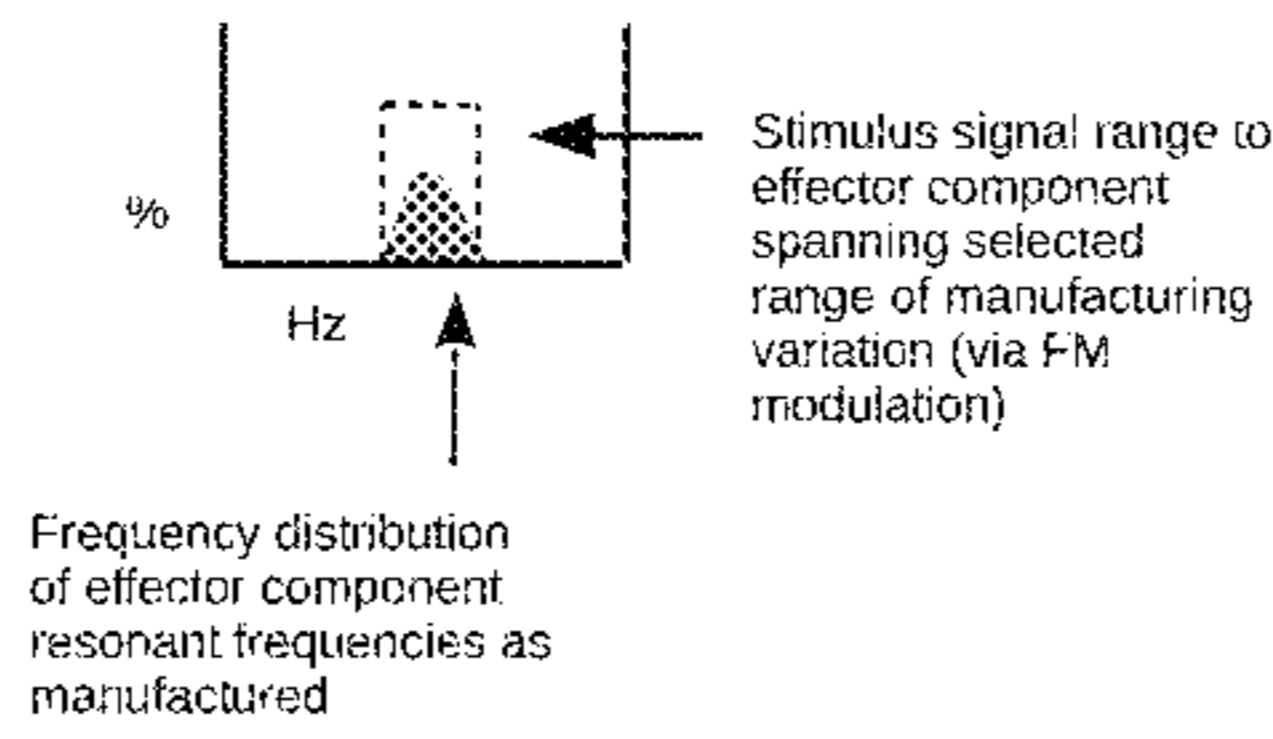 %
Hz
Stimulus signal range to
effector component
spanning selected
range of manufacturing
variation (via FM
modulation)
Frequency distribution
of effector component
resonant frequencies as
manufactured